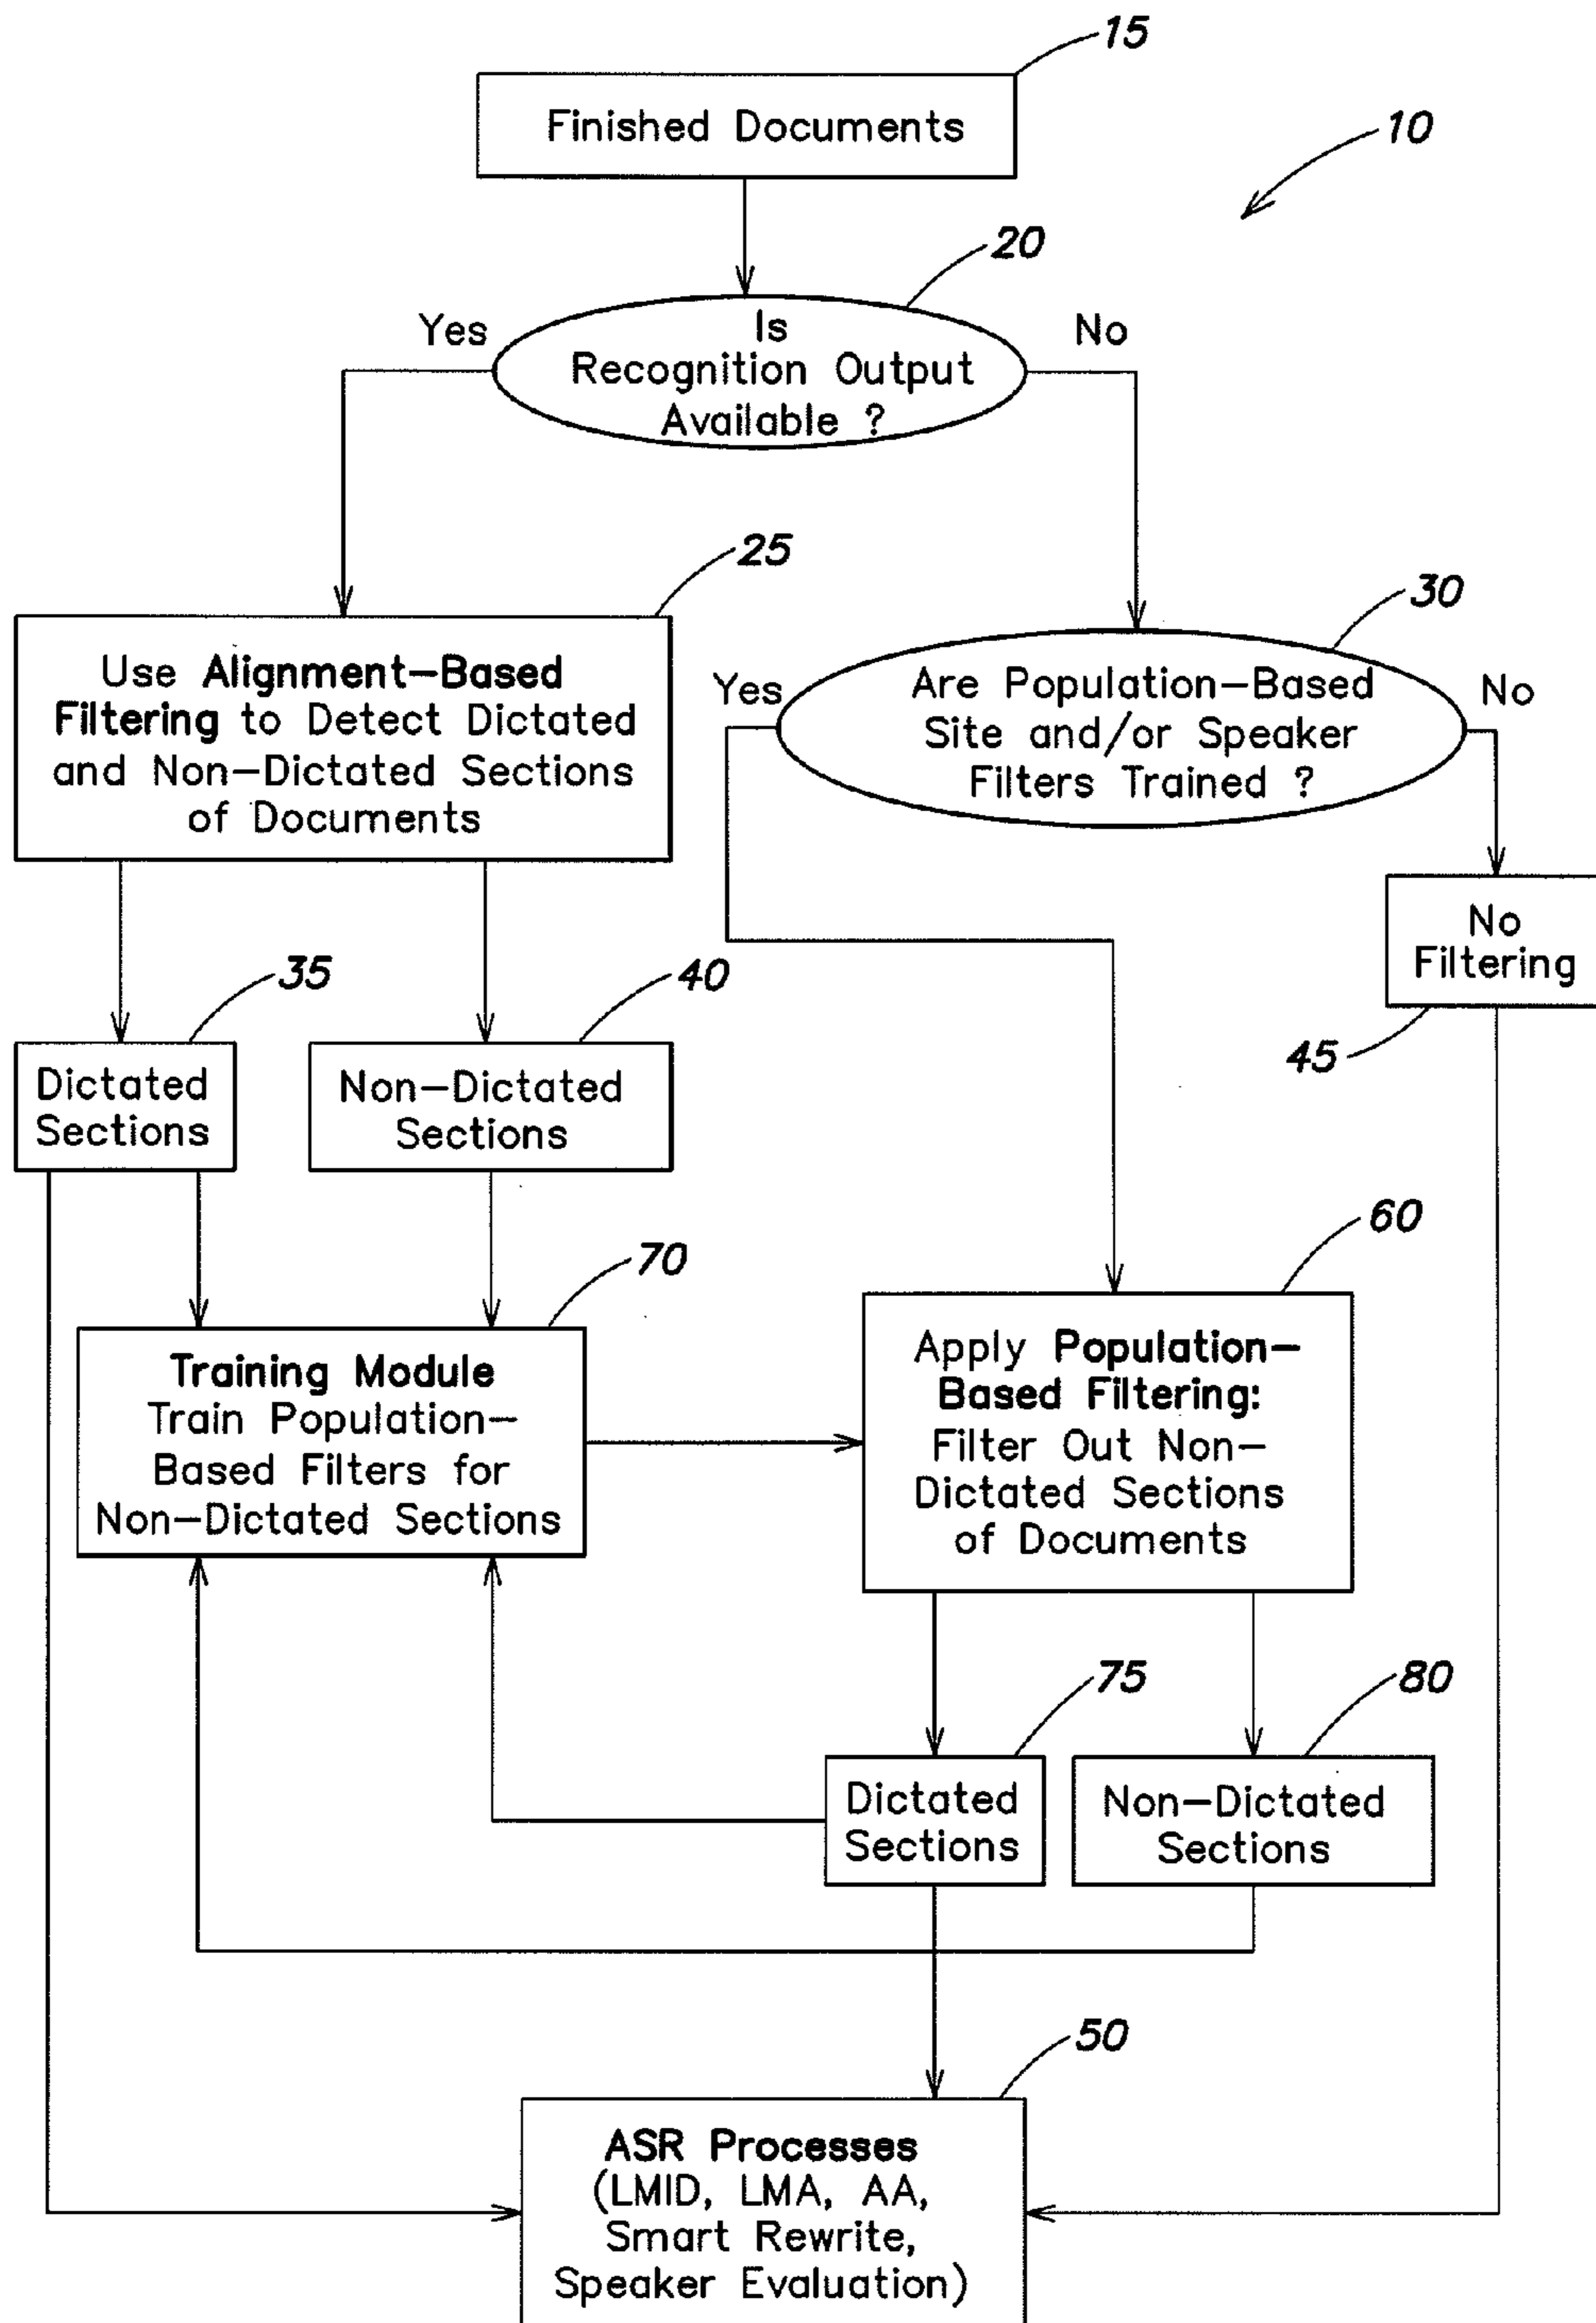 15
Finished Documents
10
20
Yes
Is
Recognition Output
Available ?
No
25
Use Alignment-Based
Filtering to Detect Dictated
and Non-Dictated Sections
of Documents
30
Yes
Are Population-Based
Site and/or Speaker
Filters Trained ?
No
No
Filtering
45
35
Dictated
Sections
40
Non-Dictated
Sections
70
Training Module
Train Population-
Based Filters for
Non-Dictated Sections
60
Apply Population-
Based Filtering:
Filter Out Non-
Dictated Sections
of Documents
75
Dictated
Sections
80
Non-Dictated
Sections
50
ASR Processes
(LMID, LMA, AA,
Smart Rewrite,
Speaker Evaluation)